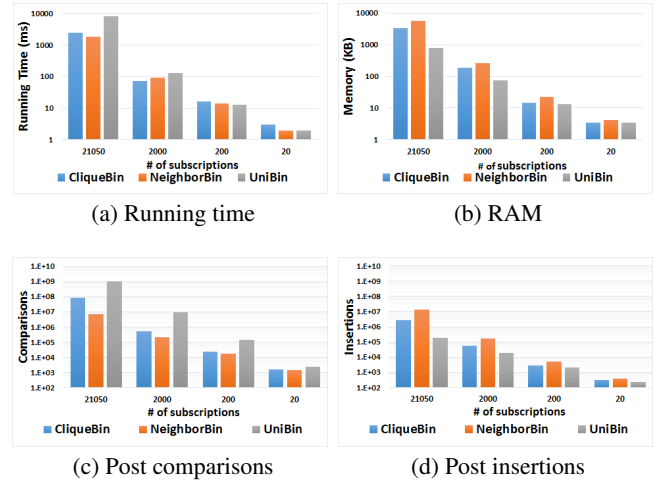 Running Time (ms)
10000
1000
100
10
1
21050 2000 200 20
# of subscriptions
CliqueBin NeighborBin UniBin
(a) Running time
Memory (KB)
10000
1000
100
10
1
21050 2000 200 20
# of subscriptions
CliqueBin NeighborBin UniBin
(b) RAM
Comparisons
1.E+10
1.E+09
1.E+08
1.E+07
1.E+06
1.E+05
1.E+04
1.E+03
1.E+02
21050 2000 200 20
# of subscriptions
CliqueBin NeighborBin UniBin
(c) Post comparisons
Insertions
1.E+10
1.E+09
1.E+08
1.E+07
1.E+06
1.E+05
1.E+04
1.E+03
1.E+02
21050 2000 200 20
# of subscriptions
CliqueBin NeighborBin UniBin
(d) Post insertions